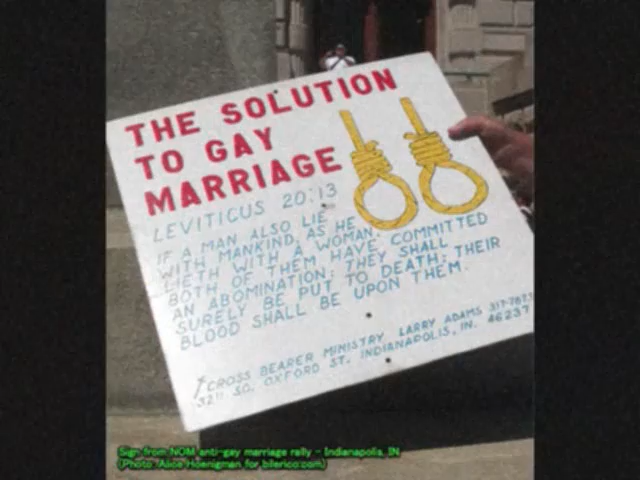 THE SOLUTION
TO GAY
MARRIAGE
LEVITICUS 20:13
IF A MAN ALSO LIE
WITH MANKIND, AS HE
LIETH WITH A WOMAN,
BOTH OF THEM HAVE COMMITTED
AN ABOMINATION: THEY SHALL
SURELY BE PUT TO DEATH; THEIR
BLOOD SHALL BE UPON THEM.
CROSS BEARER MINISTRY LARRY ADAMS
SO. OXFORD ST. INDIANAPOLIS, IN. 46237
Sign from NOM anti-gay marriage rally - Indianapolis, IN
(Photo: Alice Hoenigman for bilerico.com)